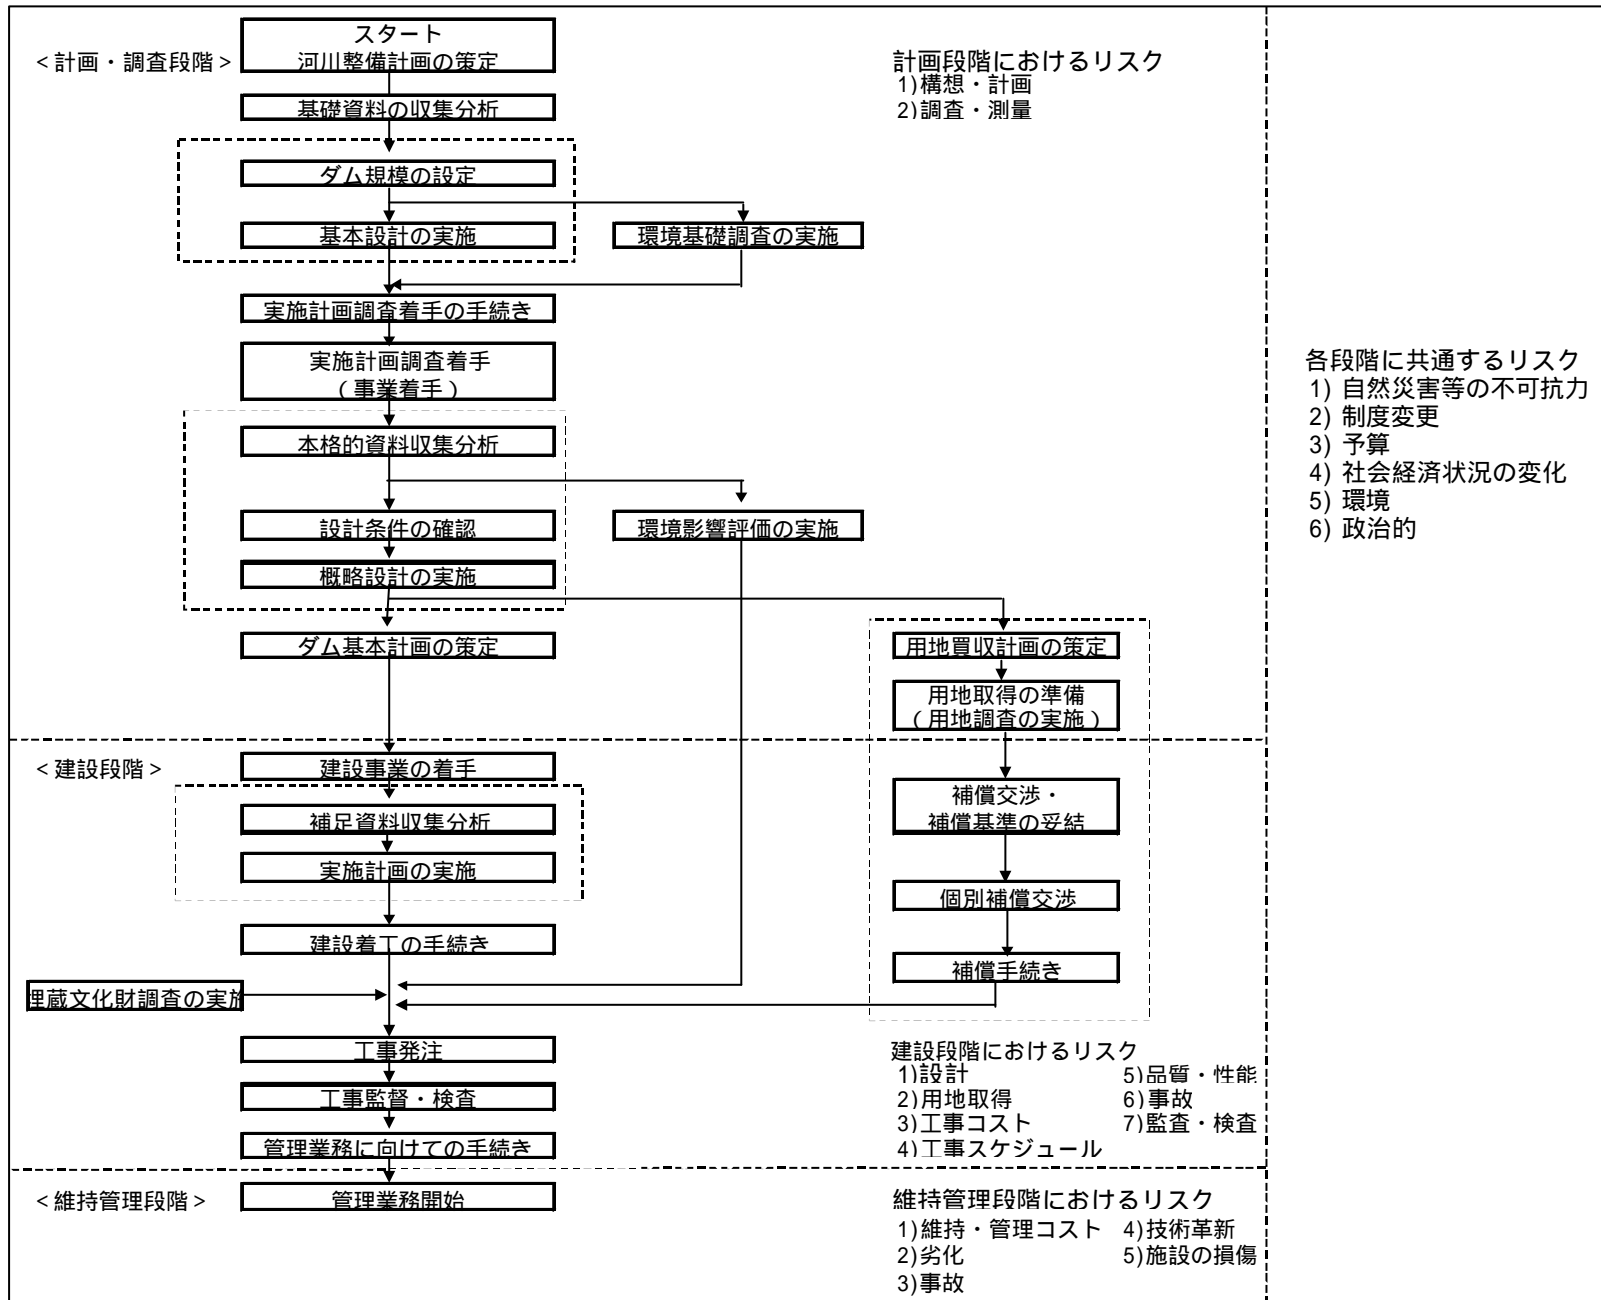 スタート
河川整備計画の策定
<計画・調査段階>
計画段階におけるリスク
1)構想・計画
2)調査・測量
基礎資料の収集分析
ダム規模の設定
基本設計の実施
環境基礎調査の実施
実施計画調査着手の手続き
実施計画調査着手
(事業着手)
本格的資料収集分析
設計条件の確認
環境影響評価の実施
概略設計の実施
ダム基本計画の策定
用地買収計画の策定
用地取得の準備
(用地調査の実施)
各段階に共通するリスク
1) 自然災害等の不可抗力
2) 制度変更
3) 予算
4) 社会経済状況の変化
5) 環境
6) 政治的
<建設段階>
建設事業の着手
補足資料収集分析
実施計画の実施
建設着工の手続き
埋蔵文化財調査の実施
補償交渉・
補償基準の妥結
個別補償交渉
補償手続き
工事発注
工事監督・検査
管理業務に向けての手続き
建設段階におけるリスク
1)設計
2)用地取得
3)工事コスト
4)工事スケジュール
5)品質・性能
6)事故
7)監査・検査
<維持管理段階>
管理業務開始
維持管理段階におけるリスク
1)維持・管理コスト
2)劣化
3)事故
4)技術革新
5)施設の損傷